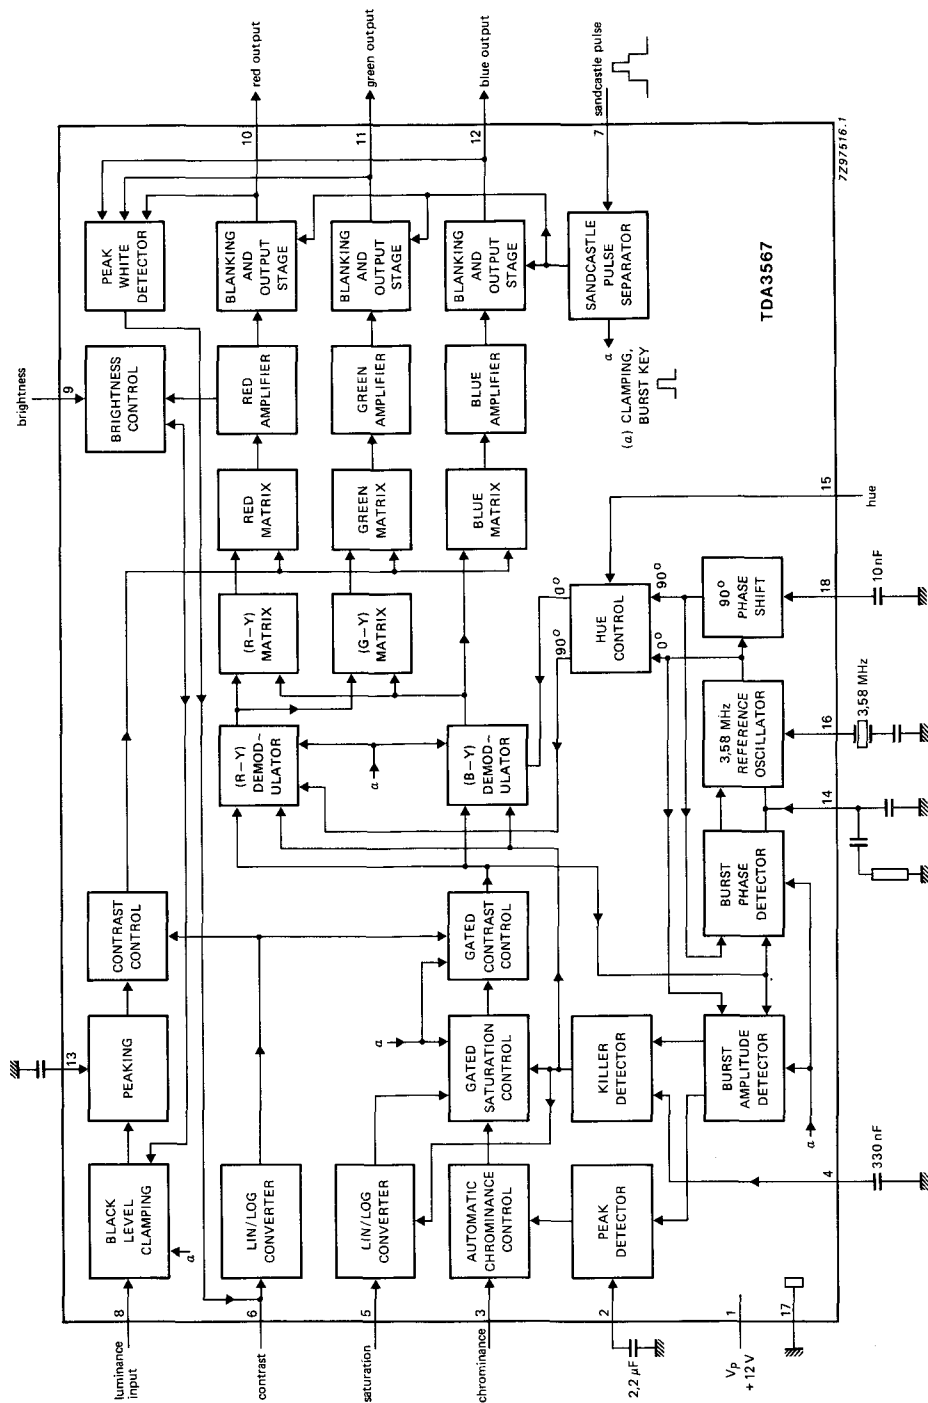 luminance
input
8
BLACK
LEVEL
CLAMPING
a
PEAKING
13
CONTRAST
CONTROL
brightness
9
BRIGHTNESS
CONTROL
PEAK
WHITE
DETECTOR
contrast
6
LIN/LOG
CONVERTER
(R–Y)
DEMOD~
ULATOR
(R–Y)
MATRIX
RED
MATRIX
RED
AMPLIFIER
BLANKING
AND
OUTPUT
STAGE
10
red output
saturation
5
LIN/LOG
CONVERTER
a
a
(G–Y)
MATRIX
GREEN
MATRIX
GREEN
AMPLIFIER
BLANKING
AND
OUTPUT
STAGE
11
green output
chrominance
3
AUTOMATIC
CHROMINANCE
CONTROL
GATED
SATURATION
CONTROL
GATED
CONTRAST
CONTROL
(B–Y)
DEMOD~
ULATOR
BLUE
MATRIX
BLUE
AMPLIFIER
BLANKING
AND
OUTPUT
STAGE
12
blue output
2
2,2 µF
PEAK
DETECTOR
KILLER
DETECTOR
90°
0°
HUE
CONTROL
0°
90°
a
(a) CLAMPING,
BURST KEY
SANDCASTLE
PULSE
SEPARATOR
7
sandcastle pulse
1
VP
+ 12 V
BURST
AMPLITUDE
DETECTOR
BURST
PHASE
DETECTOR
3,58 MHz
REFERENCE
OSCILLATOR
90°
PHASE
SHIFT
TDA3567
17
a
4
330 nF
14
16
3,58 MHz
18
10 nF
15
hue
7Z97516.1